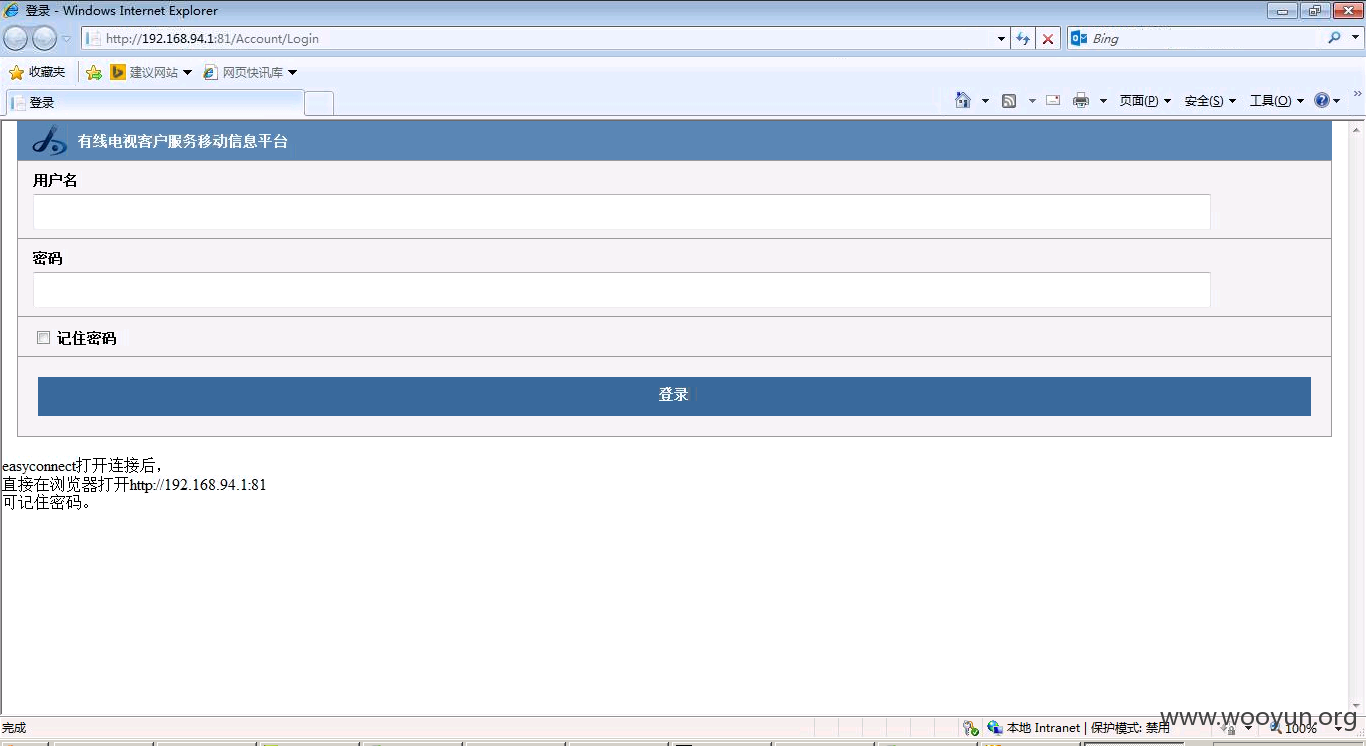 登录 - Windows Internet Explorer
http://192.168.94.1:81/Account/Login
Bing
收藏夹 建议网站 网页快讯库
登录
页面(P) 安全(S) 工具(O)
有线电视客户服务移动信息平台
用户名
密码
记住密码
登录
easyconnect打开连接后，
直接在浏览器打开http://192.168.94.1:81
可记住密码。
www.wooyun.org
完成 本地 Intranet | 保护模式: 禁用 100%